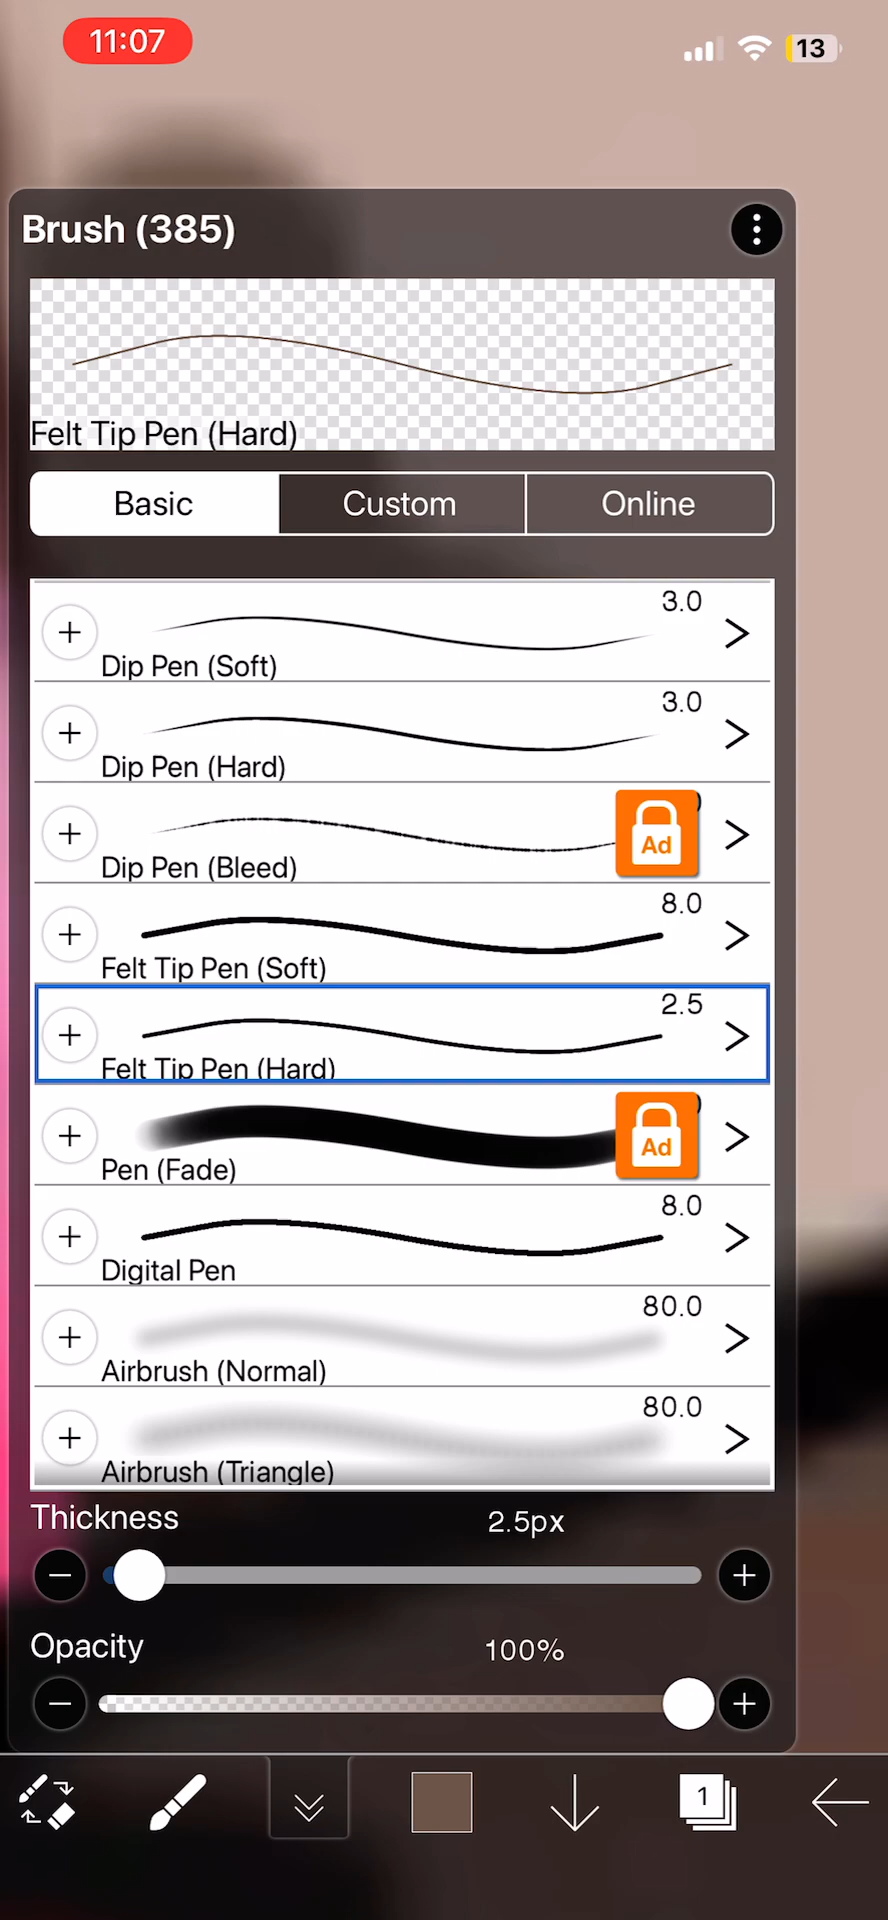 11:07
13
Brush (385)
Felt Tip Pen (Hard)
Basic
Custom
Online
3.0
Dip Pen (Soft)
3.0
Dip Pen (Hard)
Ad
Dip Pen (Bleed)
8.0
Felt Tip Pen (Soft)
2.5
Felt Tip Pen (Hard)
Ad
Pen (Fade)
8.0
Digital Pen
80.0
Airbrush (Normal)
80.0
Airbrush (Triangle)
Thickness
2.5px
Opacity
100%
1